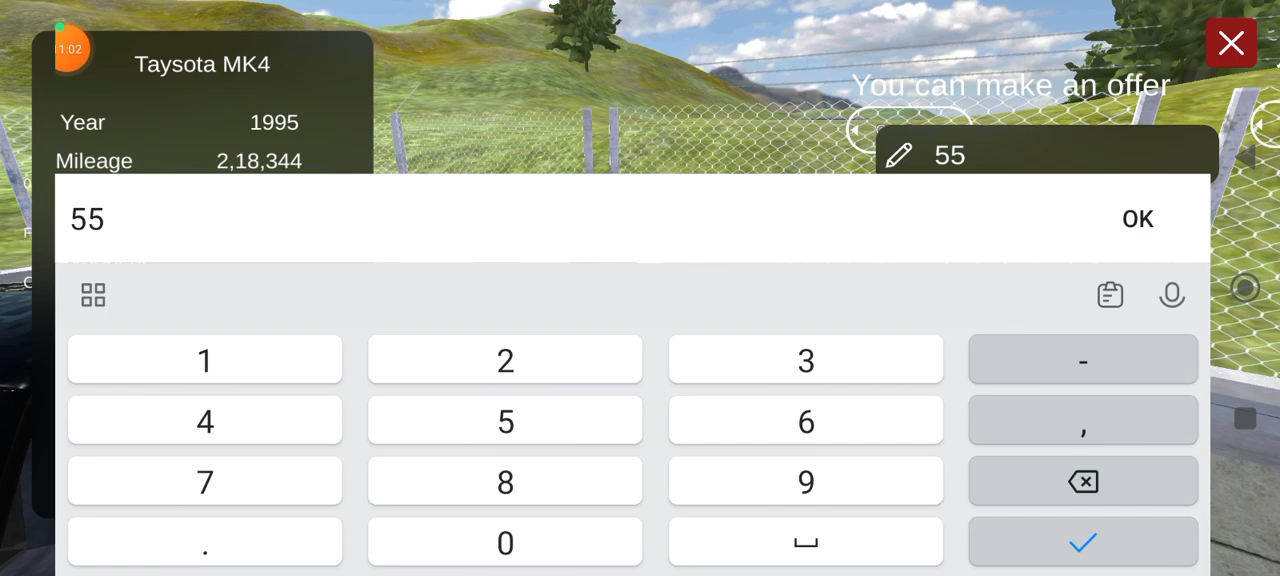 1:02
Taysota MK4
You can make an offer
Year 1995
Mileage 2,18,344
55
55 OK
1 2 3 -
4 5 6 ,
7 8 9
. 0